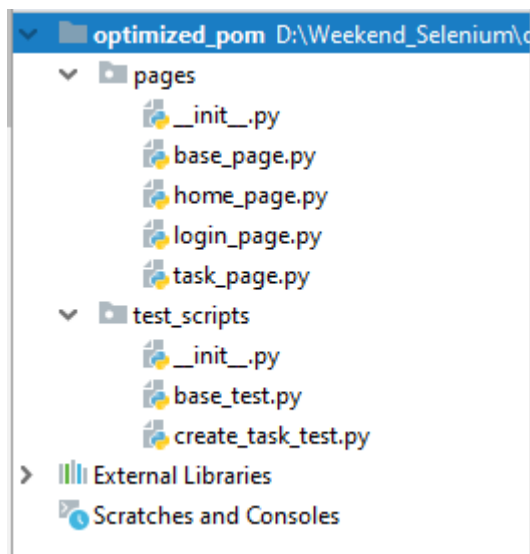 optimized_pom D:\Weekend_Selenium\
pages
__init__.py
base_page.py
home_page.py
login_page.py
task_page.py
test_scripts
__init__.py
base_test.py
create_task_test.py
External Libraries
Scratches and Consoles